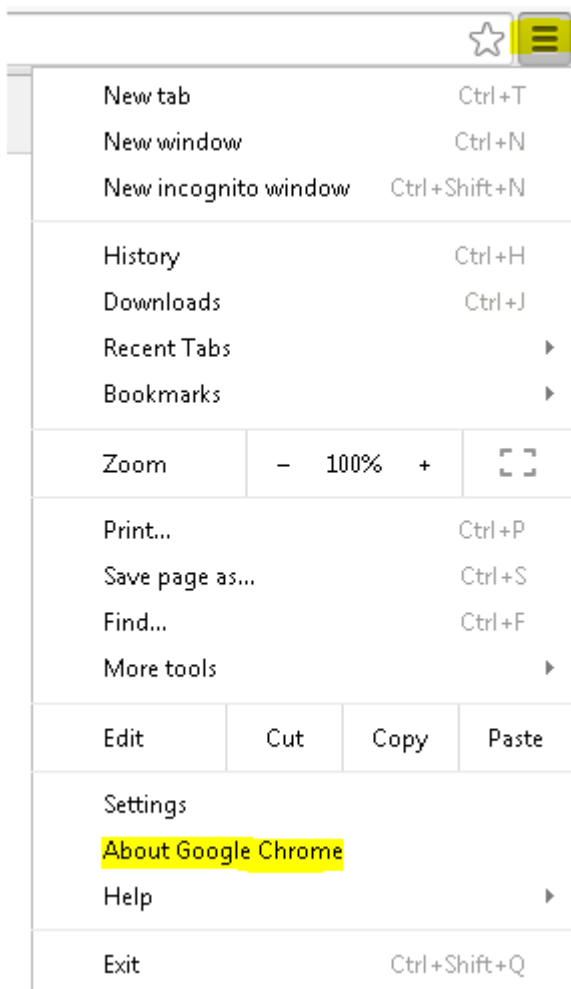 New tab Ctrl+T
New window Ctrl+N
New incognito window Ctrl+Shift+N
History Ctrl+H
Downloads Ctrl+J
Recent Tabs
Bookmarks
Zoom − 100% +
Print... Ctrl+P
Save page as... Ctrl+S
Find... Ctrl+F
More tools
Edit Cut Copy Paste
Settings
About Google Chrome
Help
Exit Ctrl+Shift+Q